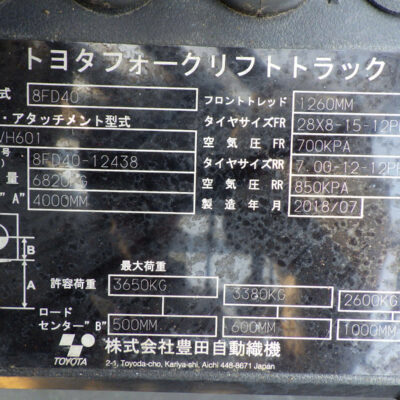 トヨタフォークリフトトラック
式 8FD40 フロントトレッド 1260MM
・アタッチメント型式 タイヤサイズFR 28X8-15-12P
VH601 空気圧FR 700KPA
号 8FD40-12438 タイヤサイズRR 7.00-12-12P
量 6820KG 空気圧RR 850KPA
"A" 4000MM 製造年月 2018/07
B
A
最大荷重
許容荷重 3650KG 3380KG 2600KG
ロード
センター"B" 500MM 600MM 1000MM
TOYOTA 株式会社豊田自動織機
2-1, Toyoda-cho, Kariya-shi, Aichi 448-8671 Japan